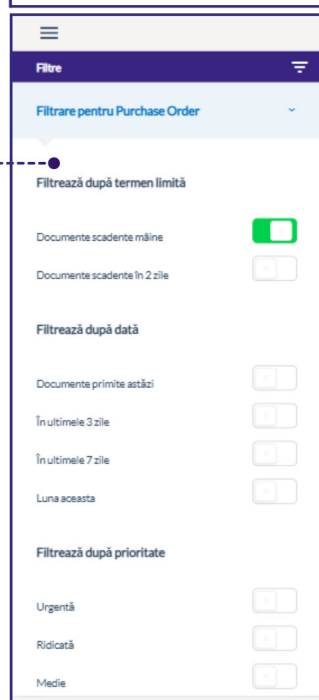 Filtre
Filtrare pentru Purchase Order
Filtrează după termen limită
Documente scadente mâine
Documente scadente în 2 zile
Filtrează după dată
Documente primite astăzi
În ultimele 3 zile
În ultimele 7 zile
Luna aceasta
Filtrează după prioritate
Urgentă
Ridicată
Medie